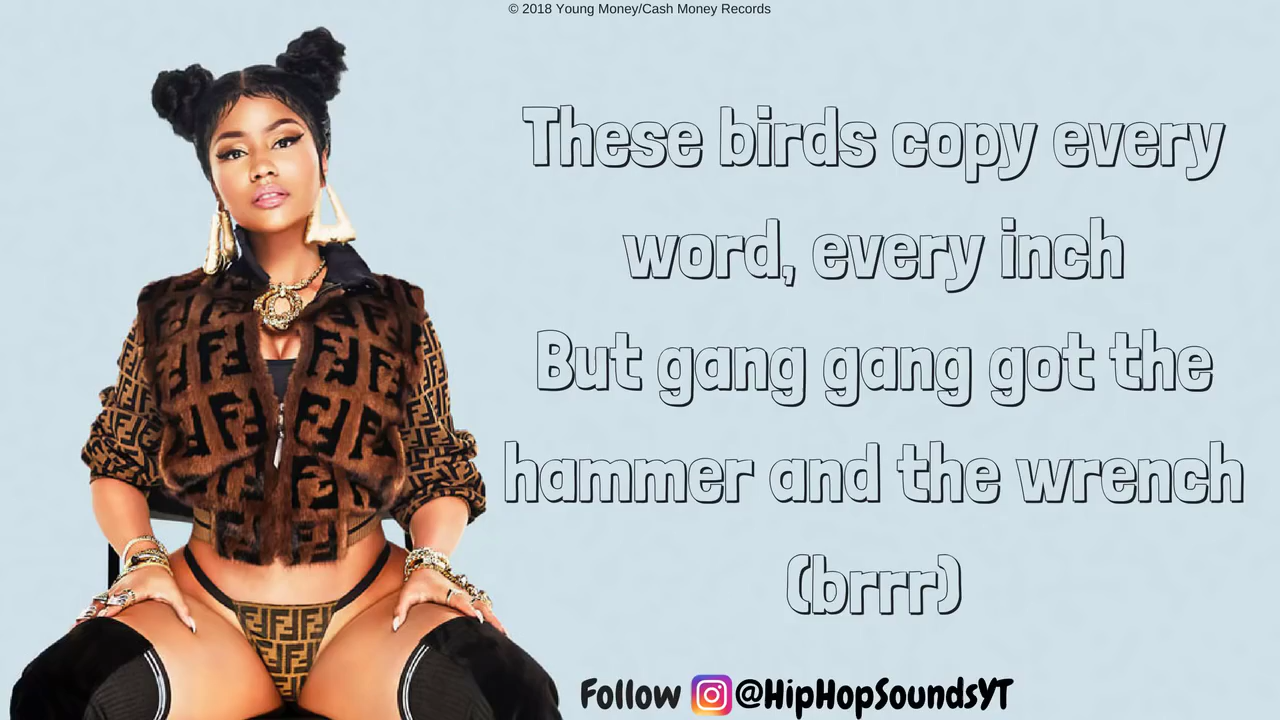 © 2018 Young Money/Cash Money Records
These birds copy every
word, every inch
But gang gang got the
hammer and the wrench
(brrr)
Follow @HipHopSoundsYT